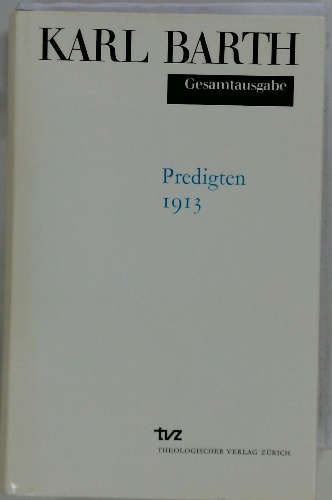 KARL BARTH
Gesamtausgabe
Predigten
1913
tvz
THEOLOGISCHER VERLAG ZÜRICH